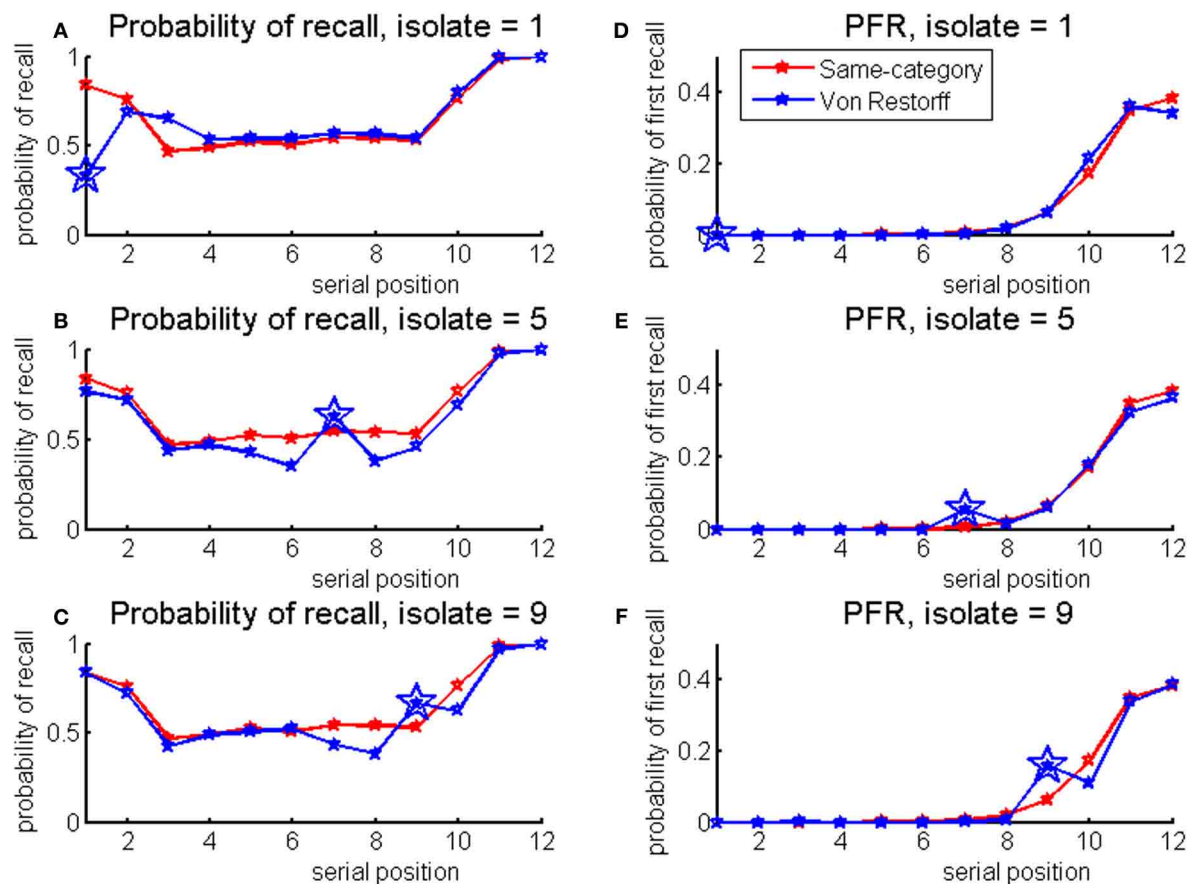 A Probability of recall, isolate = 1
probability of recall
1
0.5
0
2 4 6 8 10 12
serial position
D PFR, isolate = 1
probability of first recall
0.4
0.2
0
Same-category
Von Restorff
2 4 6 8 10 12
serial position
B Probability of recall, isolate = 5
probability of recall
1
0.5
0
2 4 6 8 10 12
serial position
E PFR, isolate = 5
probability of first recall
0.4
0.2
0
2 4 6 8 10 12
serial position
C Probability of recall, isolate = 9
probability of recall
1
0.5
0
2 4 6 8 10 12
serial position
F PFR, isolate = 9
probability of first recall
0.4
0.2
0
2 4 6 8 10 12
serial position